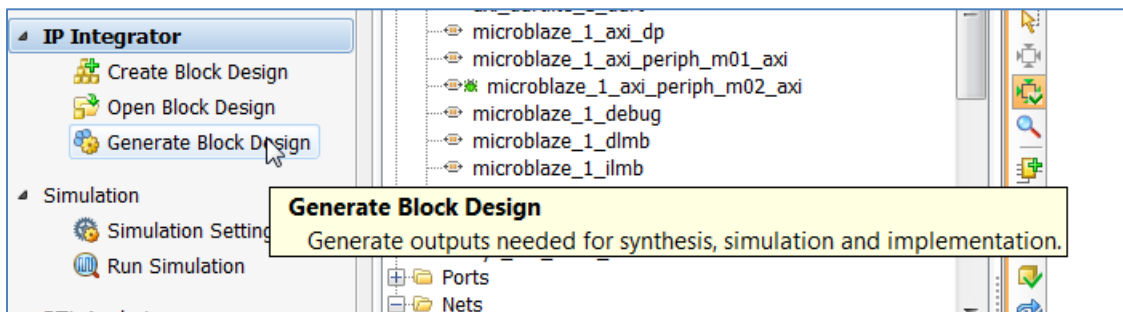 IP Integrator
Create Block Design
Open Block Design
Generate Block Design
Simulation
Simulation Setting
Run Simulation
microblaze_1_axi_dp
microblaze_1_axi_periph_m01_axi
microblaze_1_axi_periph_m02_axi
microblaze_1_debug
microblaze_1_dlmb
microblaze_1_ilmb
Generate Block Design
Generate outputs needed for synthesis, simulation and implementation.
Ports
Nets